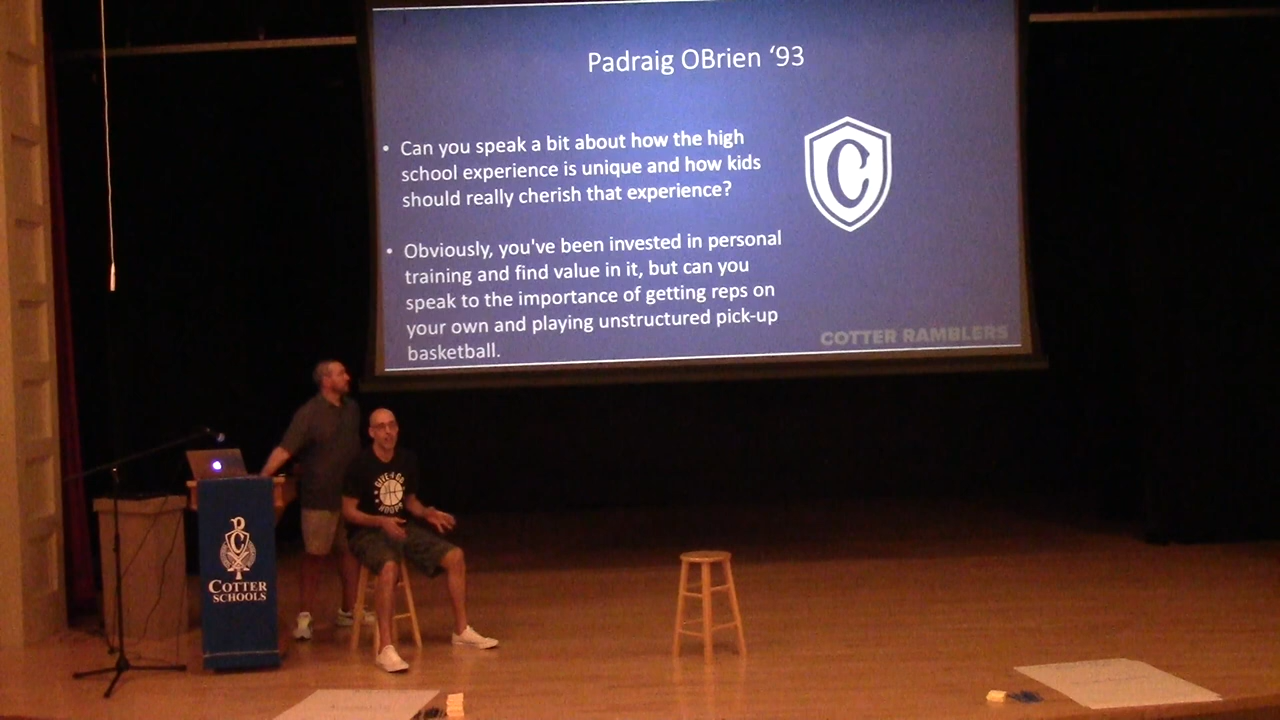 Padraig OBrien ‘93
• Can you speak a bit about how the high
school experience is unique and how kids
should really cherish that experience?
• Obviously, you've been invested in personal
training and find value in it, but can you
speak to the importance of getting reps on
your own and playing unstructured pick-up
basketball.
C
COTTER RAMBLERS
GIVE & GO
HOOPS
C
COTTER
SCHOOLS